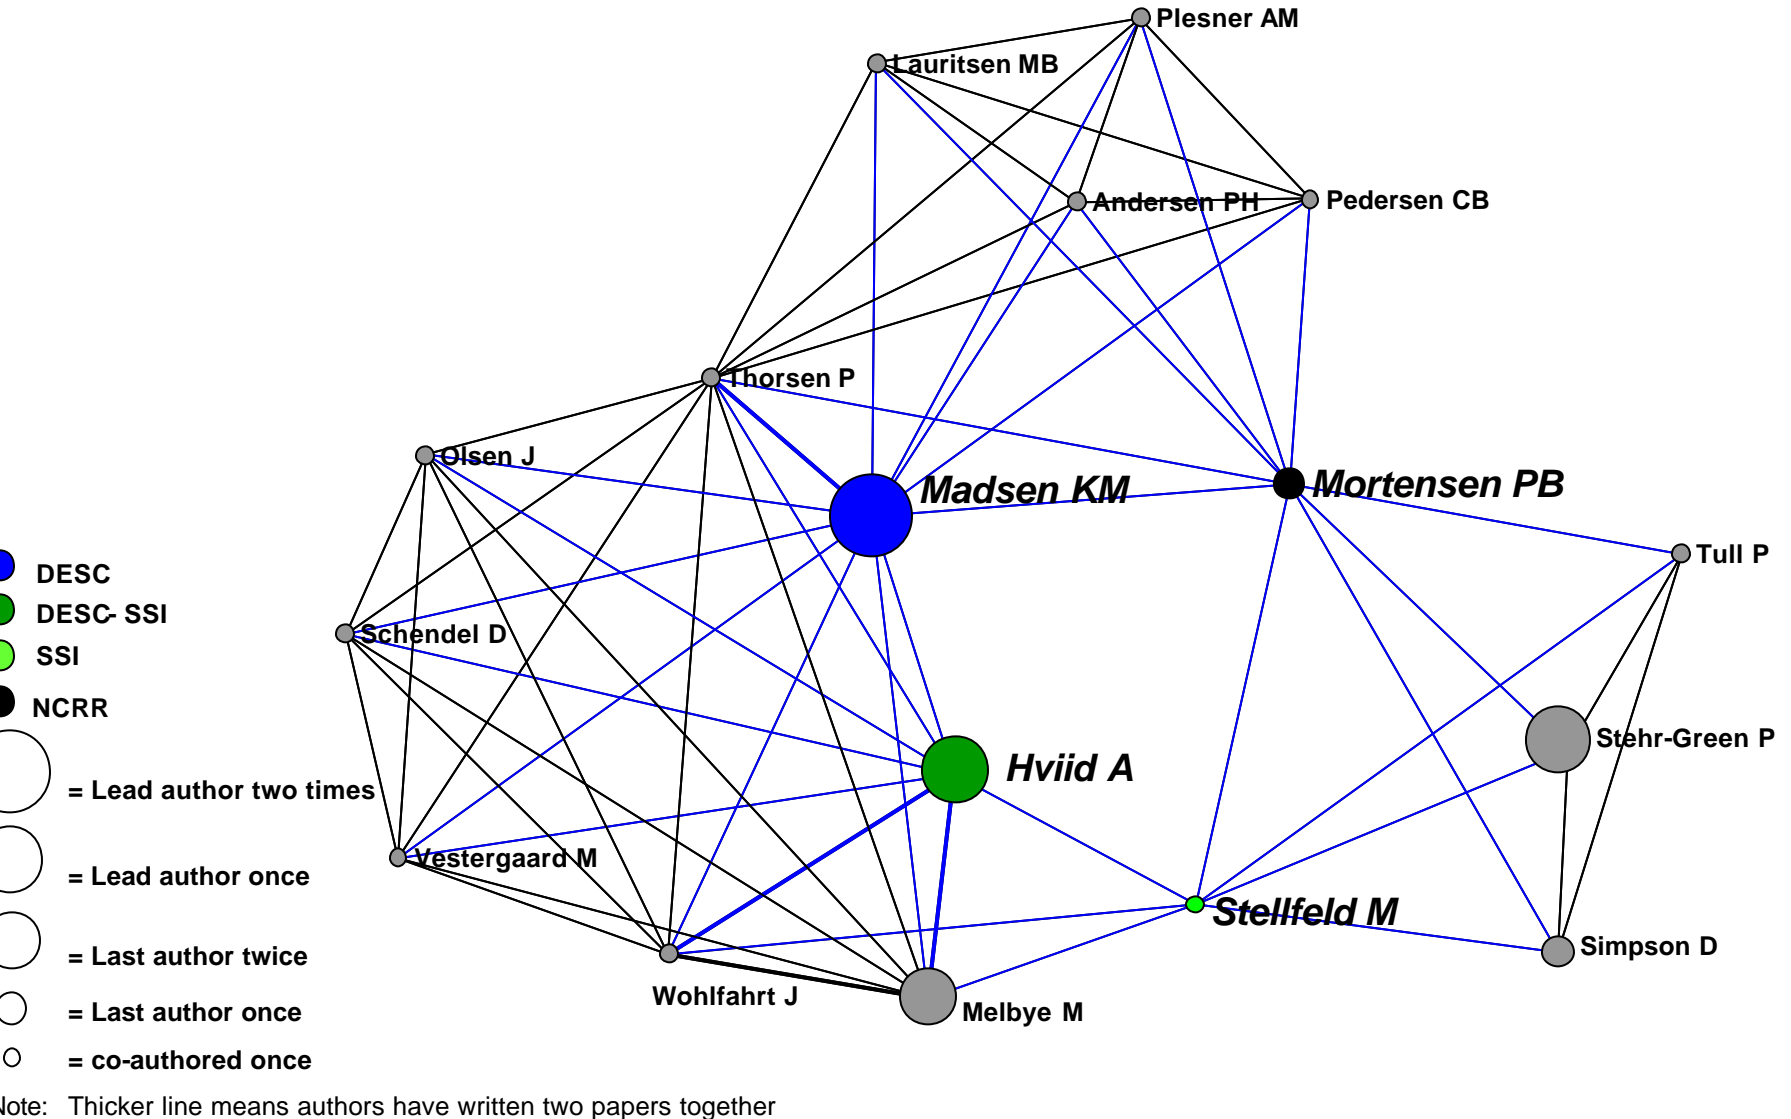 Plesner AM
Lauritsen MB
Andersen PH
Pedersen CB
Thorsen P
Olsen J
Madsen KM
Mortensen PB
Tull P
DESC
DESC- SSI
SSI
NCRR
Schendel D
Stehr-Green P
Hviid A
= Lead author two times
Vestergaard M
= Lead author once
Stellfeld M
Simpson D
= Last author twice
Wohlfahrt J
Melbye M
= Last author once
= co-authored once
Note: Thicker line means authors have written two papers together